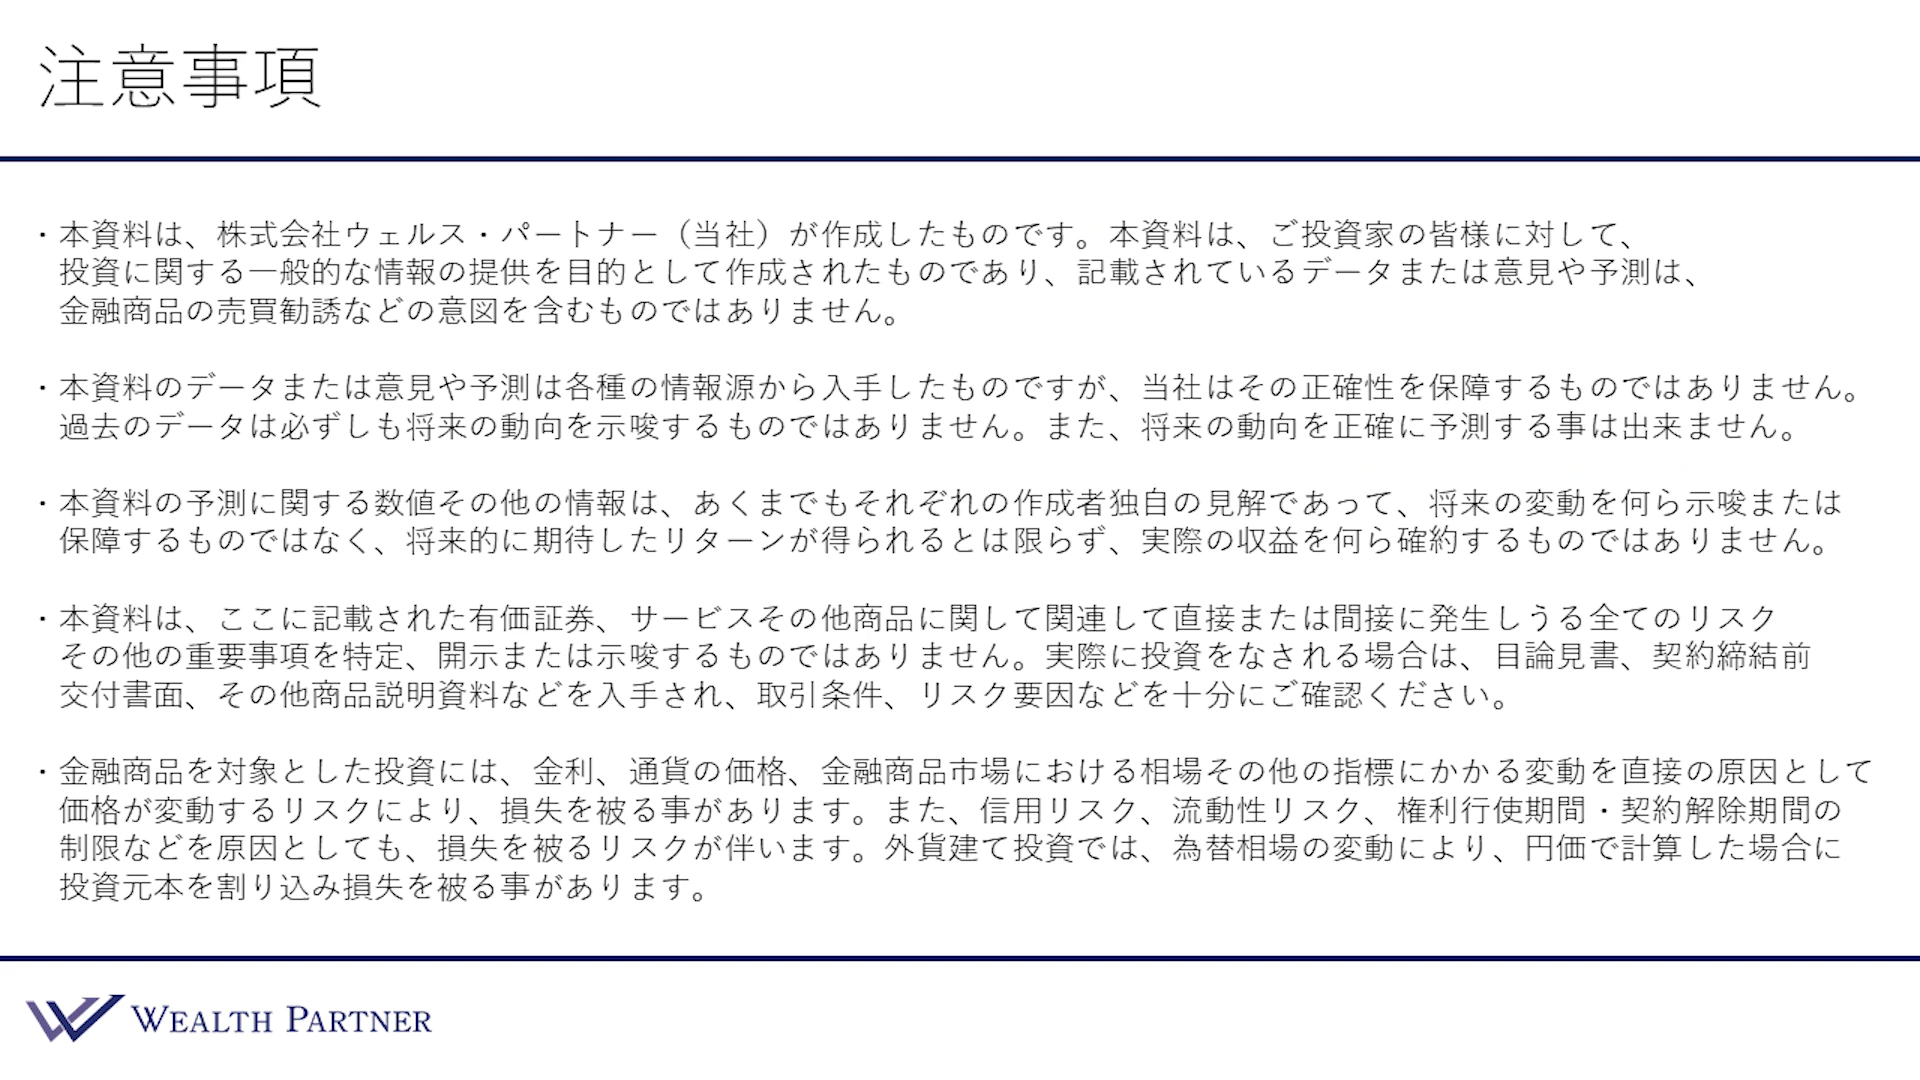 注意事項
・本資料は、株式会社ウェルス・パートナー（当社）が作成したものです。本資料は、ご投資家の皆様に対して、
投資に関する一般的な情報の提供を目的として作成されたものであり、記載されているデータまたは意見や予測は、
金融商品の売買勧誘などの意図を含むものではありません。
・本資料のデータまたは意見や予測は各種の情報源から入手したものですが、当社はその正確性を保障するものではありません。
過去のデータは必ずしも将来の動向を示唆するものではありません。また、将来の動向を正確に予測する事は出来ません。
・本資料の予測に関する数値その他の情報は、あくまでもそれぞれの作成者独自の見解であって、将来の変動を何ら示唆または
保障するものではなく、将来的に期待したリターンが得られるとは限らず、実際の収益を何ら確約するものではありません。
・本資料は、ここに記載された有価証券、サービスその他商品に関して関連して直接または間接に発生しうる全てのリスク
その他の重要事項を特定、開示または示唆するものではありません。実際に投資をなされる場合は、目論見書、契約締結前
交付書面、その他商品説明資料などを入手され、取引条件、リスク要因などを十分にご確認ください。
・金融商品を対象とした投資には、金利、通貨の価格、金融商品市場における相場その他の指標にかかる変動を直接の原因として
価格が変動するリスクにより、損失を被る事があります。また、信用リスク、流動性リスク、権利行使期間・契約解除期間の
制限などを原因としても、損失を被るリスクが伴います。外貨建て投資では、為替相場の変動により、円価で計算した場合に
投資元本を割り込み損失を被る事があります。
WEALTH PARTNER